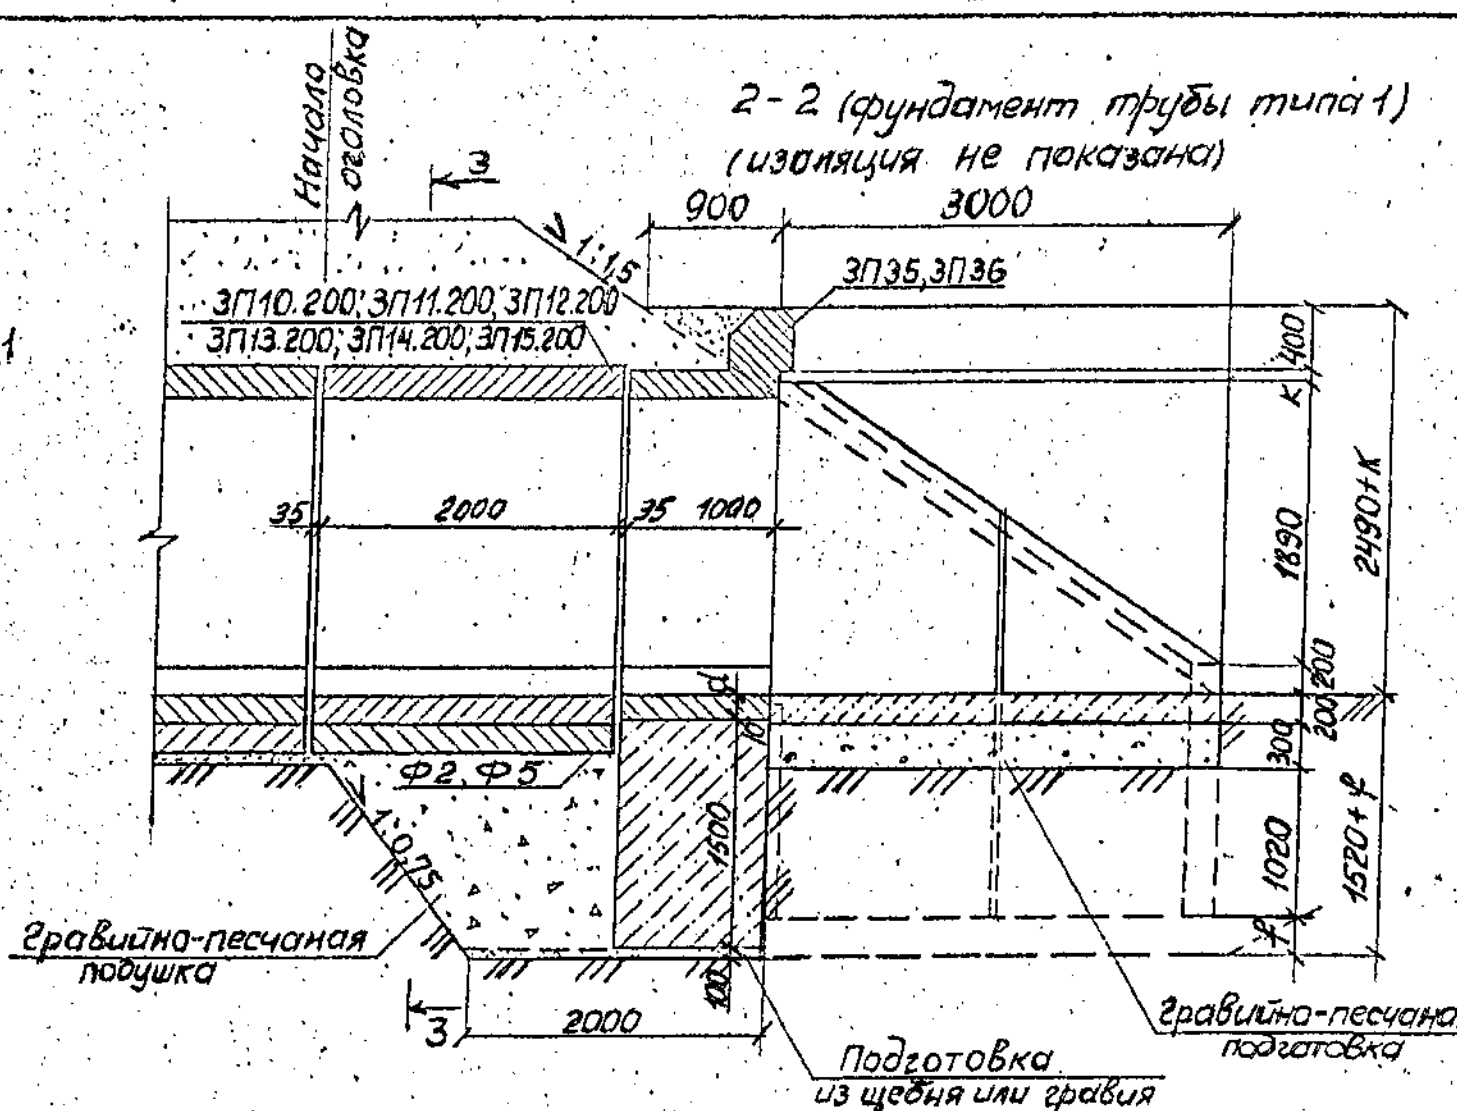 Начало
оголовка
2-2 (фундамент трубы типа 1)
(изоляция не показана)
3
900
3000
1:1,5
ЗП35, ЗП36
ЗП10.200; ЗП11.200; ЗП12.200
ЗП13.200; ЗП14.200; ЗП15.200
1
400
К
35
2000
35
1000
1890
2490+К
200
d
10
200
300
Ф2, Ф5
1500
1:0,75
1020
1520+f
Гравийно-песчаная
подушка
f
100
3
2000
Гравийно-песчана
подготовка
Подготовка
из щебня или гравия